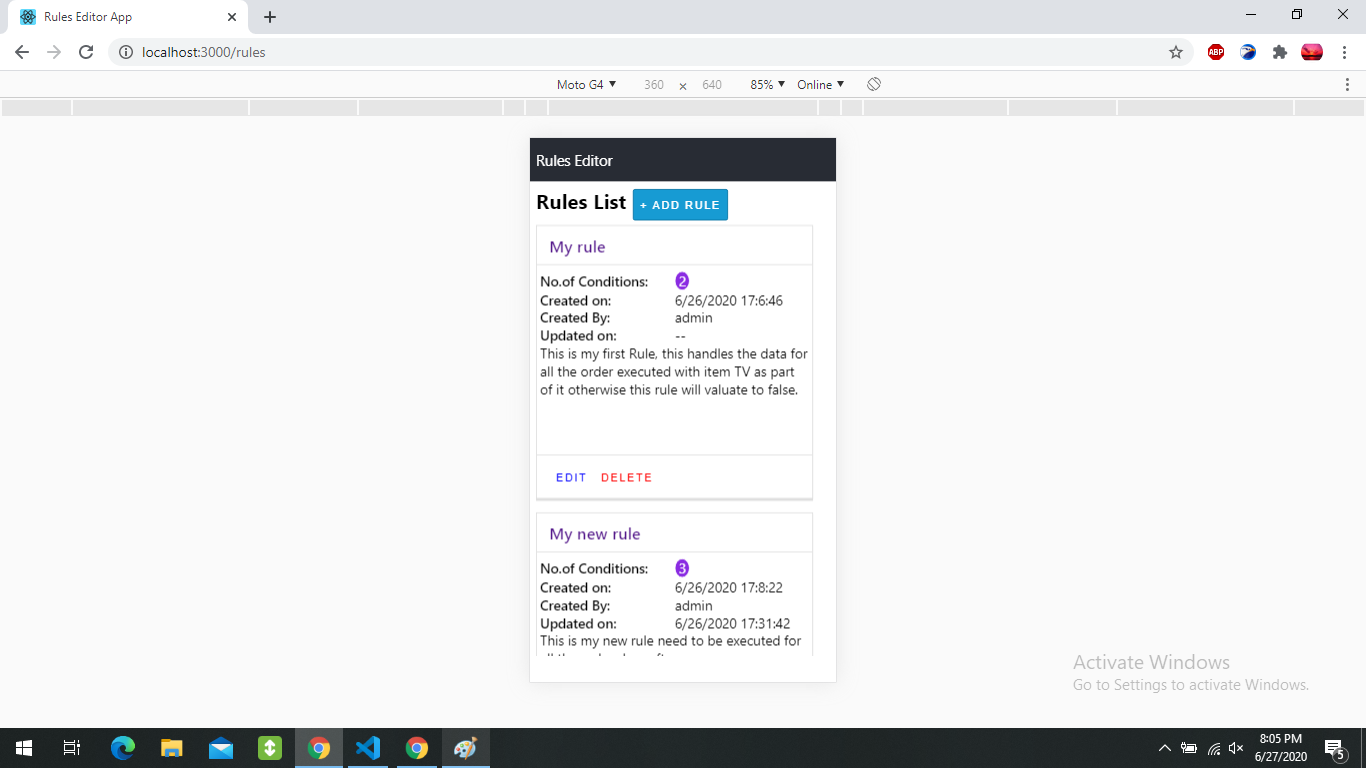 Rules Editor App
localhost:3000/rules
ABP
Moto G4 360 × 640 85% Online
Rules Editor
Rules List + ADD RULE
My rule
No.of Conditions: 2
Created on: 6/26/2020 17:6:46
Created By: admin
Updated on: --
This is my first Rule, this handles the data for
all the order executed with item TV as part
of it otherwise this rule will valuate to false.
EDIT DELETE
My new rule
No.of Conditions: 3
Created on: 6/26/2020 17:8:22
Created By: admin
Updated on: 6/26/2020 17:31:42
This is my new rule need to be executed for
Activate Windows
Go to Settings to activate Windows.
8:05 PM
6/27/2020
5